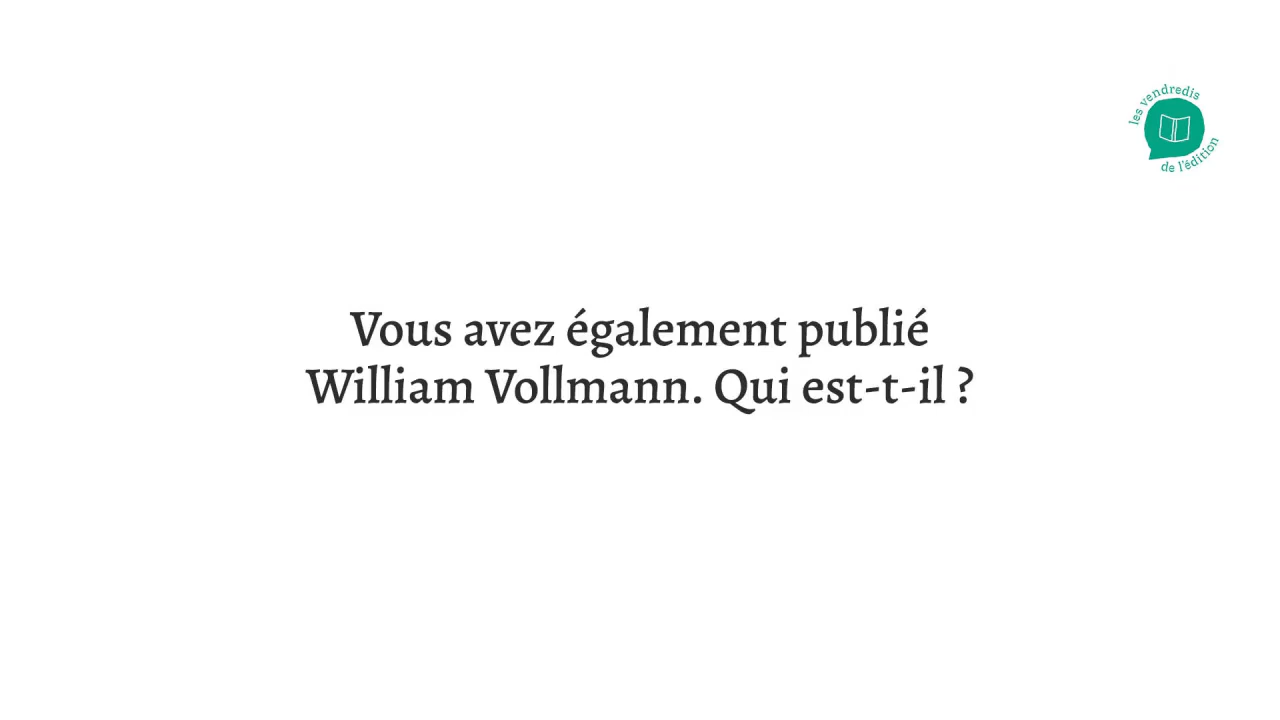 les vendredis
de l'édition
Vous avez également publié
William Vollmann. Qui est-t-il ?